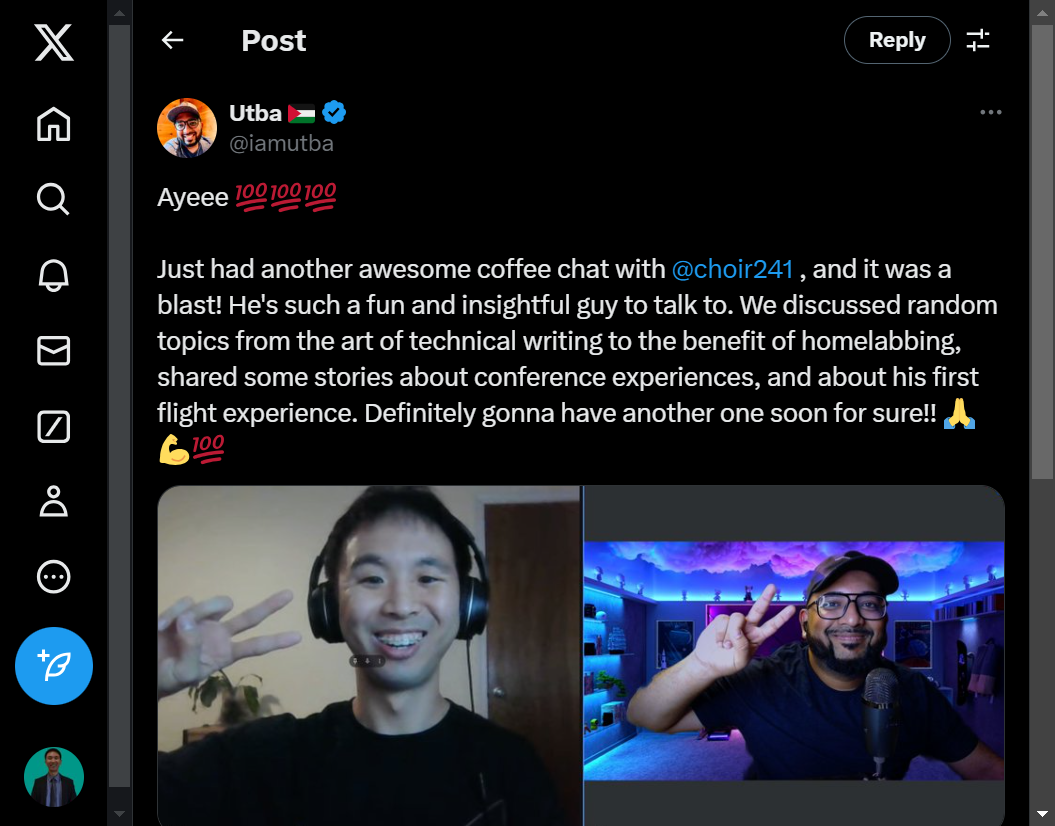 Post
Reply
Utba 🇵🇸
@iamutba
Ayeee 💯💯💯
Just had another awesome coffee chat with @choir241 , and it was a
blast! He's such a fun and insightful guy to talk to. We discussed random
topics from the art of technical writing to the benefit of homelabbing,
shared some stories about conference experiences, and about his first
flight experience. Definitely gonna have another one soon for sure!! 🙏
💪💯